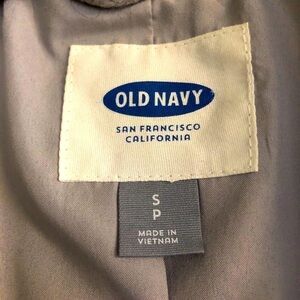 OLD NAVY
SAN FRANCISCO
CALIFORNIA
S
P
MADE IN
VIETNAM